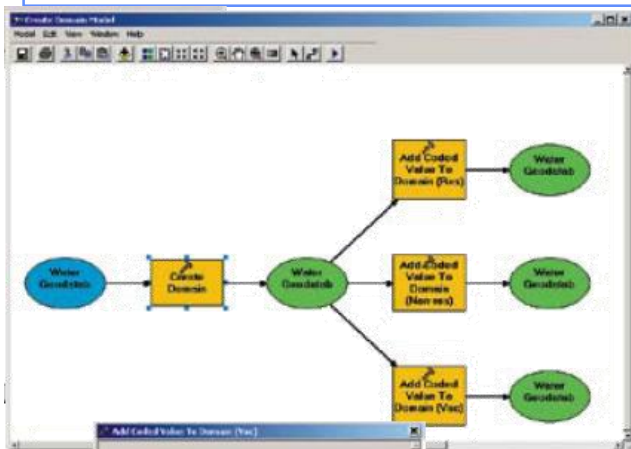 Create Domain Model
Model Edit View Window Help
Add Coded
Value To
Domain (Res)
Water
Geodatab
Water
Geodatab
Create
Domain
Water
Geodatab
Add Coded
Value To
Domain
(Non-res)
Water
Geodatab
Add Coded
Value To
Domain (Vac)
Water
Geodatab
Add Coded Value To Domain (Vac)